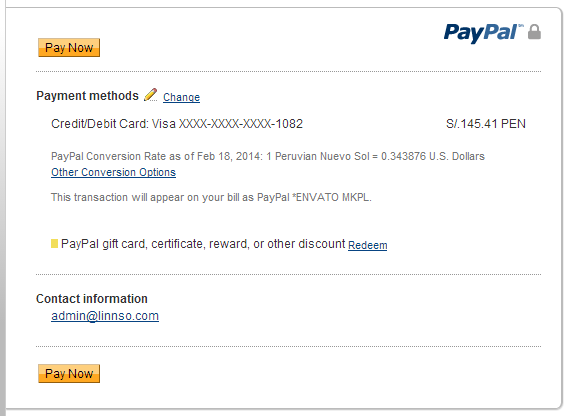 PayPal
Pay Now
Payment methods Change
Credit/Debit Card: Visa XXXX-XXXX-XXXX-1082 S/.145.41 PEN
PayPal Conversion Rate as of Feb 18, 2014: 1 Peruvian Nuevo Sol = 0.343876 U.S. Dollars
Other Conversion Options
This transaction will appear on your bill as PayPal *ENVATO MKPL.
PayPal gift card, certificate, reward, or other discount Redeem
Contact information
admin@linnso.com
Pay Now